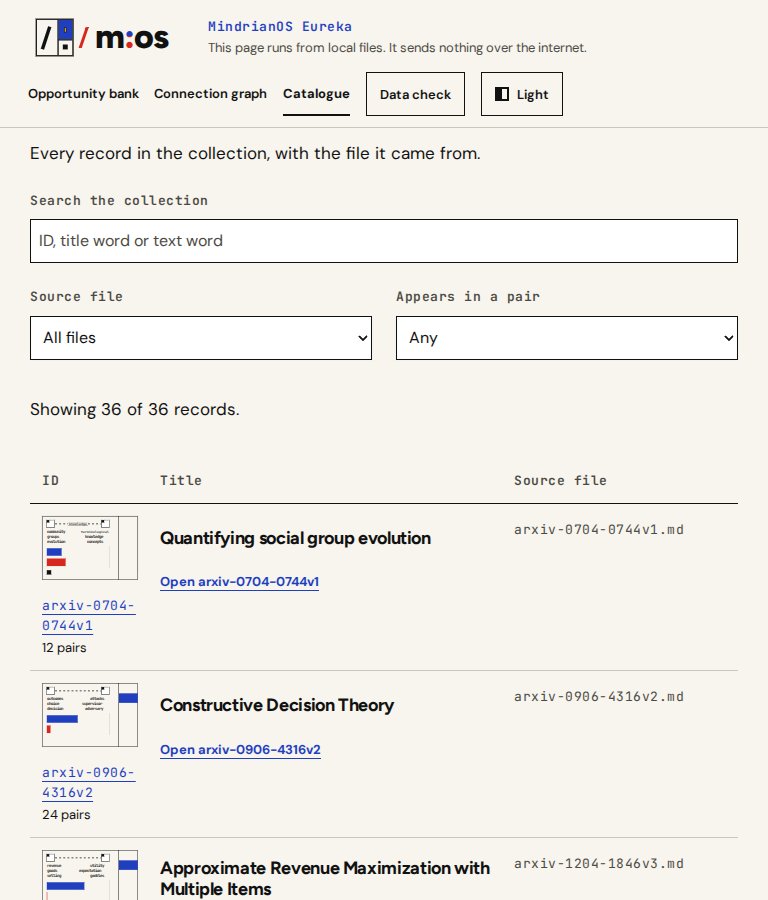 / / m:os
MindrianOS Eureka
This page runs from local files. It sends nothing over the internet.
Opportunity bank Connection graph Catalogue Data check Light
Every record in the collection, with the file it came from.
Search the collection
ID, title word or text word
Source file Appears in a pair
All files Any
Showing 36 of 36 records.
ID Title Source file
Quantifying social group evolution
arxiv-0704-0744v1.md
Open arxiv-0704-0744v1
arxiv-0704-
0744v1
12 pairs
Constructive Decision Theory
arxiv-0906-4316v2.md
Open arxiv-0906-4316v2
arxiv-0906-
4316v2
24 pairs
Approximate Revenue Maximization with
Multiple Items
arxiv-1204-1846v3.md